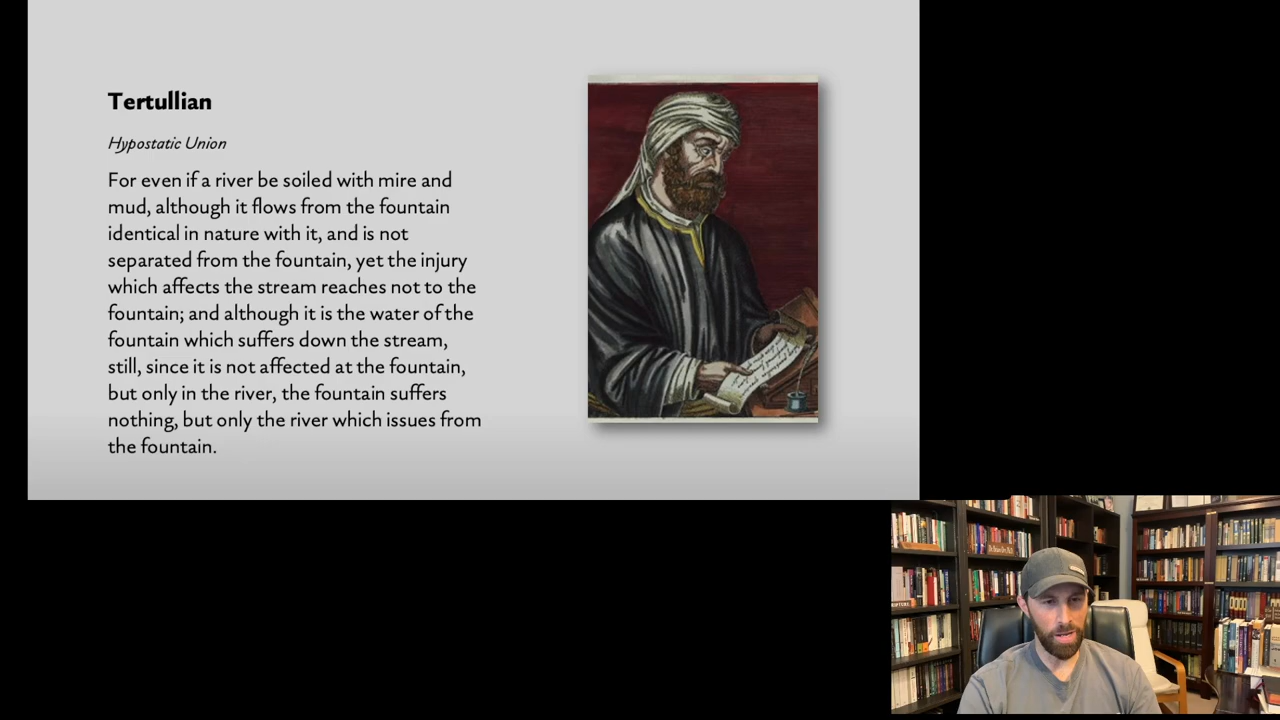 Tertullian
Hypostatic Union
For even if a river be soiled with mire and
mud, although it flows from the fountain
identical in nature with it, and is not
separated from the fountain, yet the injury
which affects the stream reaches not to the
fountain; and although it is the water of the
fountain which suffers down the stream,
still, since it is not affected at the fountain,
but only in the river, the fountain suffers
nothing, but only the river which issues from
the fountain.